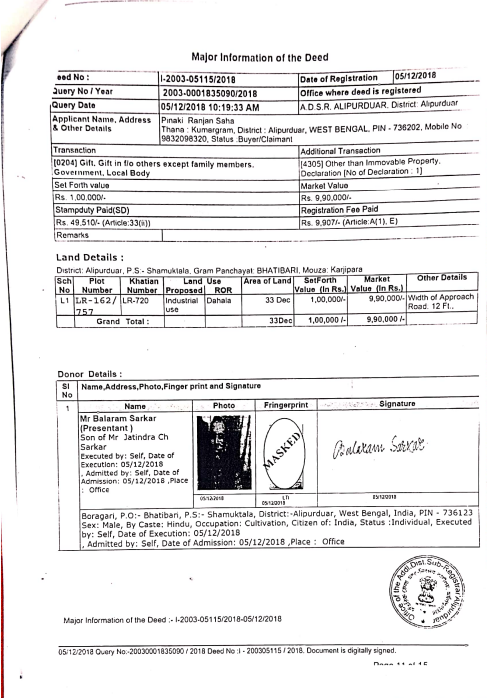 Major Information of the Deed
eed No : I-2003-05115/2018 Date of Registration 05/12/2018
Query No / Year 2003-0001835090/2018 Office where deed is registered
Query Date 05/12/2018 10:19:33 AM A.D.S.R. ALIPURDUAR, District: Alipurduar
Applicant Name, Address & Other Details
Pinaki Ranjan Saha
Thana : Kumergram, District : Alipurduar, WEST BENGAL, PIN - 736202, Mobile No
9832098320, Status :Buyer/Claimant
Transaction Additional Transaction
[0204] Gift, Gift in f/o others except family members, Government, Local Body
[4305] Other than Immovable Property, Declaration [No of Declaration : 1]
Set Forth value Market Value
Rs. 1,00,000/- Rs. 9,90,000/-
Stampduty Paid(SD) Registration Fee Paid
Rs. 49,510/- (Article:33(ii)) Rs. 9,907/- (Article:A(1), E)
Remarks
Land Details :
District: Alipurduar, P.S:- Shamuktala, Gram Panchayat: BHATIBARI, Mouza: Karjipara
Sch No Plot Number Khatian Number Land Use Proposed ROR Area of Land SetForth Value (In Rs.) Market Value (In Rs.) Other Details
L1 LR-162/757 LR-720 Industrial use Dahala 33 Dec 1,00,000/- 9,90,000/- Width of Approach Road: 12 Ft.,
Grand Total : 33Dec 1,00,000 /- 9,90,000 /-
Donor Details :
Sl No Name,Address,Photo,Finger print and Signature
1 Name Photo Fringerprint Signature
Mr Balaram Sarkar
(Presentant )
Son of Mr Jatindra Ch
Sarkar
Executed by: Self, Date of
Execution: 05/12/2018
, Admitted by: Self, Date of
Admission: 05/12/2018 ,Place
: Office
MASKED
Balaram Sarkar
05/12/2018 LTI 05/12/2018 05/12/2018
Boragari, P.O:- Bhatibari, P.S:- Shamuktala, District:-Alipurduar, West Bengal, India, PIN - 736123
Sex: Male, By Caste: Hindu, Occupation: Cultivation, Citizen of: India, Status :Individual, Executed
by: Self, Date of Execution: 05/12/2018
, Admitted by: Self, Date of Admission: 05/12/2018 ,Place : Office
Office of the Addl. Dist. Sub-Registrar Alipurduar
Major Information of the Deed :- I-2003-05115/2018-05/12/2018
05/12/2018 Query No:-20030001835090 / 2018 Deed No :I - 200305115 / 2018. Document is digitally signed.
Page 11 of 15